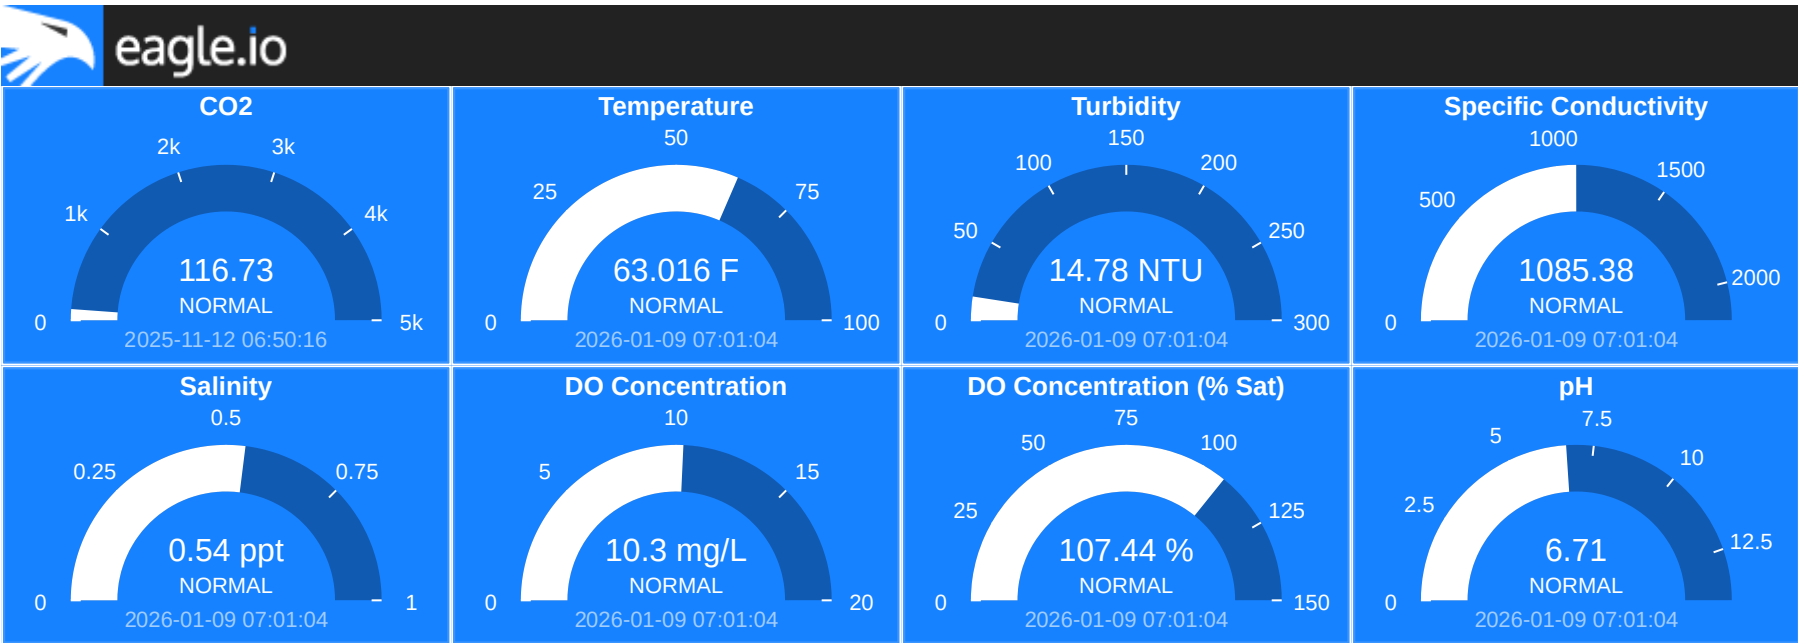 eagle.io
CO2
2k 3k
1k 4k
116.73
NORMAL
0 5k
2025-11-12 06:50:16
Temperature
50
25 75
63.016 F
NORMAL
0 100
2026-01-09 07:01:04
Turbidity
150
100 200
50 250
14.78 NTU
NORMAL
0 300
2026-01-09 07:01:04
Specific Conductivity
1000
1500
500
1085.38
2000
NORMAL
0
2026-01-09 07:01:04
Salinity
0.5
0.25 0.75
0.54 ppt
NORMAL
0 1
2026-01-09 07:01:04
DO Concentration
10
5 15
10.3 mg/L
NORMAL
0 20
2026-01-09 07:01:04
DO Concentration (% Sat)
75
50 100
25 125
107.44 %
NORMAL
0 150
2026-01-09 07:01:04
pH
7.5
5
10
2.5
12.5
6.71
NORMAL
0
2026-01-09 07:01:04